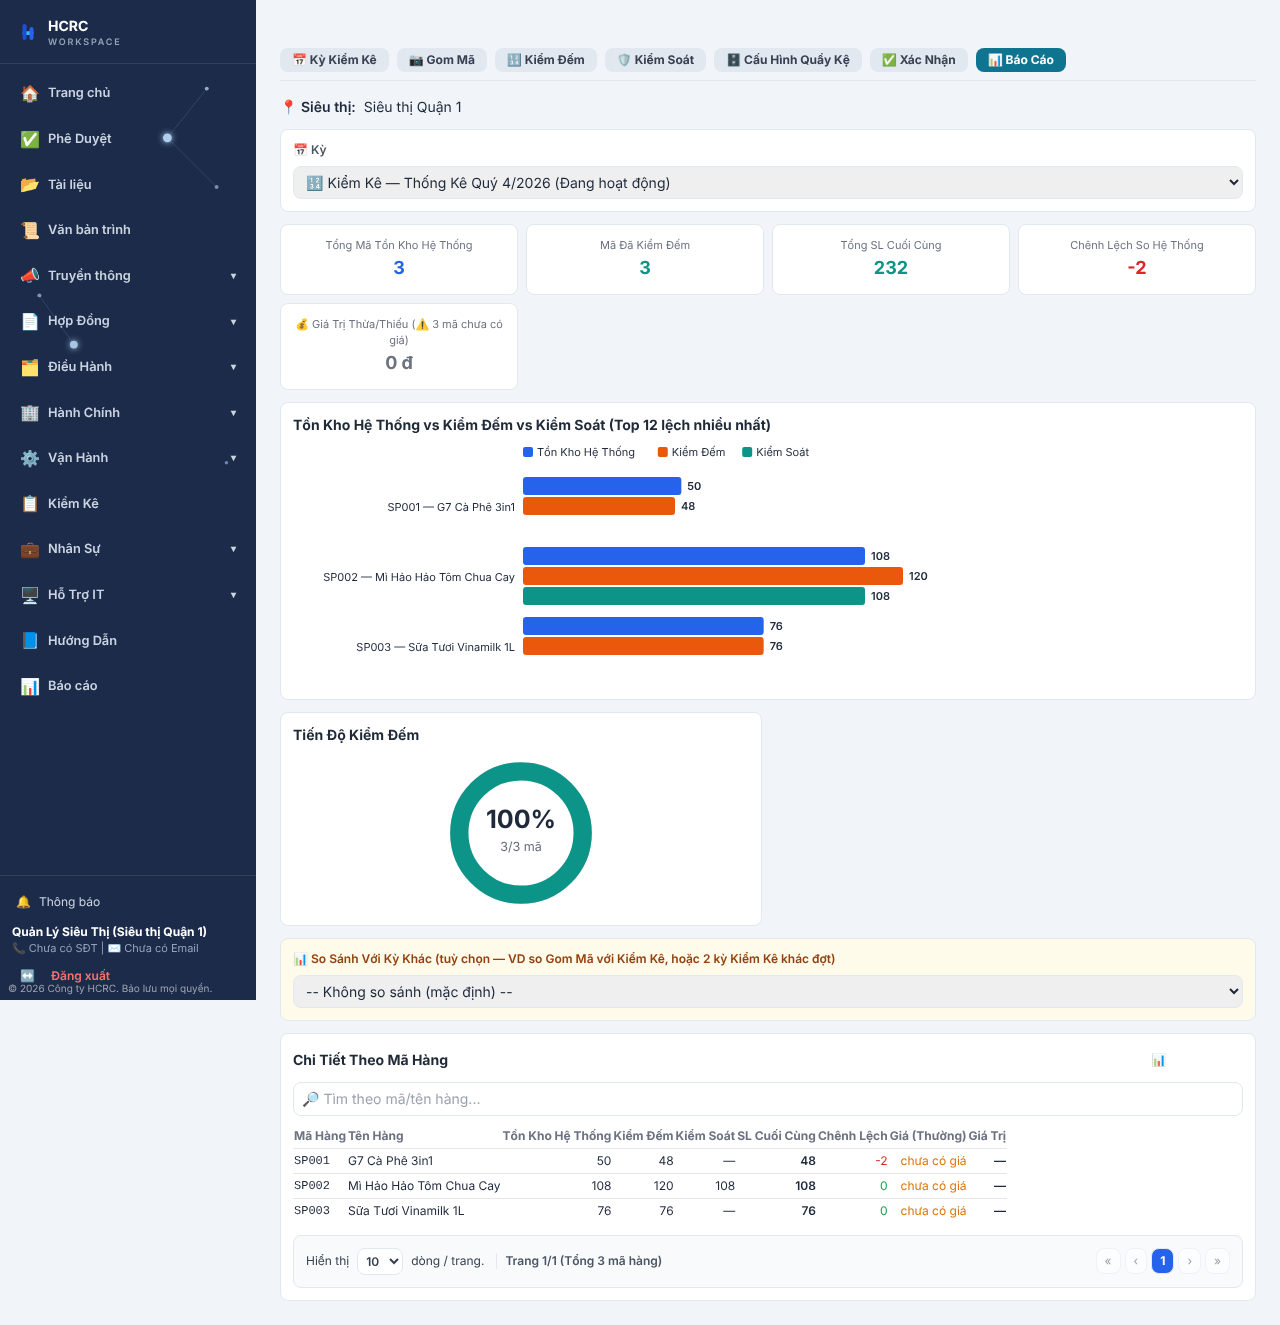 HCRC
WORKSPACE
Trang chủ
Phê Duyệt
Tài liệu
Văn bản trình
Truyền thông
Hợp Đồng
Điều Hành
Hành Chính
Vận Hành
Kiểm Kê
Nhân Sự
Hỗ Trợ IT
Hướng Dẫn
Báo cáo
Thông báo
Quản Lý Siêu Thị (Siêu thị Quận 1)
Chưa có SĐT | Chưa có Email
Đăng xuất
© 2026 Công ty HCRC. Bảo lưu mọi quyền.
Kỳ Kiểm Kê
Gom Mã
Kiểm Đếm
Kiểm Soát
Cấu Hình Quầy Kệ
Xác Nhận
Báo Cáo
Siêu thị: Siêu thị Quận 1
Kỳ
Kiểm Kê — Thống Kê Quý 4/2026 (Đang hoạt động)
Tổng Mã Tồn Kho Hệ Thống
3
Mã Đã Kiểm Đếm
3
Tổng SL Cuối Cùng
232
Chênh Lệch So Hệ Thống
-2
Giá Trị Thừa/Thiếu (⚠️ 3 mã chưa có
giá)
0 đ
Tồn Kho Hệ Thống vs Kiểm Đếm vs Kiểm Soát (Top 12 lệch nhiều nhất)
Tồn Kho Hệ Thống Kiểm Đếm Kiểm Soát
50
SP001 — G7 Cà Phê 3in1
48
108
SP002 — Mì Hảo Hảo Tôm Chua Cay
120
108
76
SP003 — Sữa Tươi Vinamilk 1L
76
Tiến Độ Kiểm Đếm
100%
3/3 mã
So Sánh Với Kỳ Khác (tuỳ chọn — VD so Gom Mã với Kiểm Kê, hoặc 2 kỳ Kiểm Kê khác đợt)
-- Không so sánh (mặc định) --
Chi Tiết Theo Mã Hàng
Tìm theo mã/tên hàng...
Mã Hàng Tên Hàng Tồn Kho Hệ Thống Kiểm Đếm Kiểm Soát SL Cuối Cùng Chênh Lệch Giá (Thường) Giá Trị
SP001 G7 Cà Phê 3in1 50 48 — 48 -2 chưa có giá —
SP002 Mì Hảo Hảo Tôm Chua Cay 108 120 108 108 0 chưa có giá —
SP003 Sữa Tươi Vinamilk 1L 76 76 — 76 0 chưa có giá —
Hiển thị 10 dòng / trang. Trang 1/1 (Tổng 3 mã hàng) « ‹ 1 › »